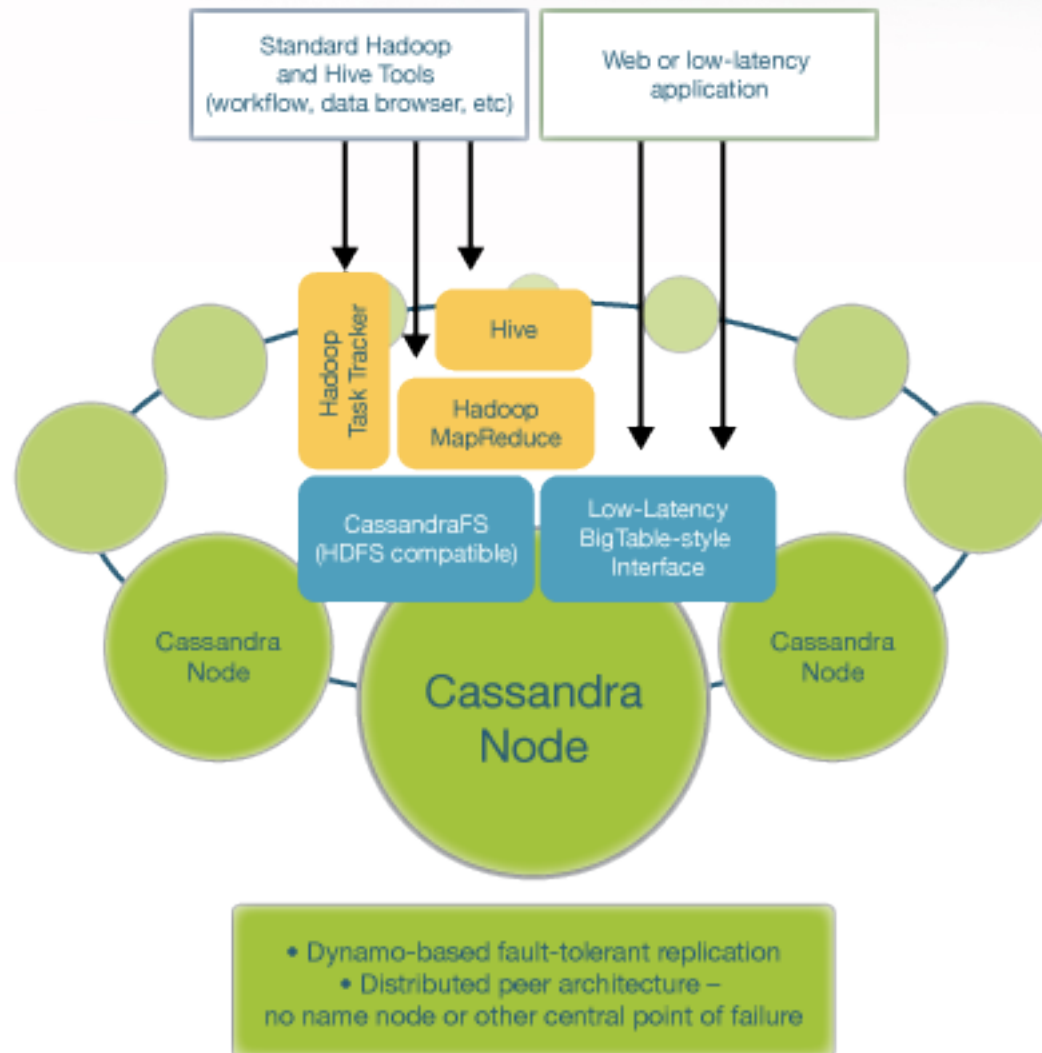 Standard Hadoop
and Hive Tools
(workflow, data browser, etc)
Web or low-latency
application
Hadoop
Task Tracker
Hive
Hadoop
MapReduce
CassandraFS
(HDFS compatible)
Low-Latency
BigTable-style
Interface
Cassandra
Node
Cassandra
Node
Cassandra
Node
• Dynamo-based fault-tolerant replication
• Distributed peer architecture –
no name node or other central point of failure